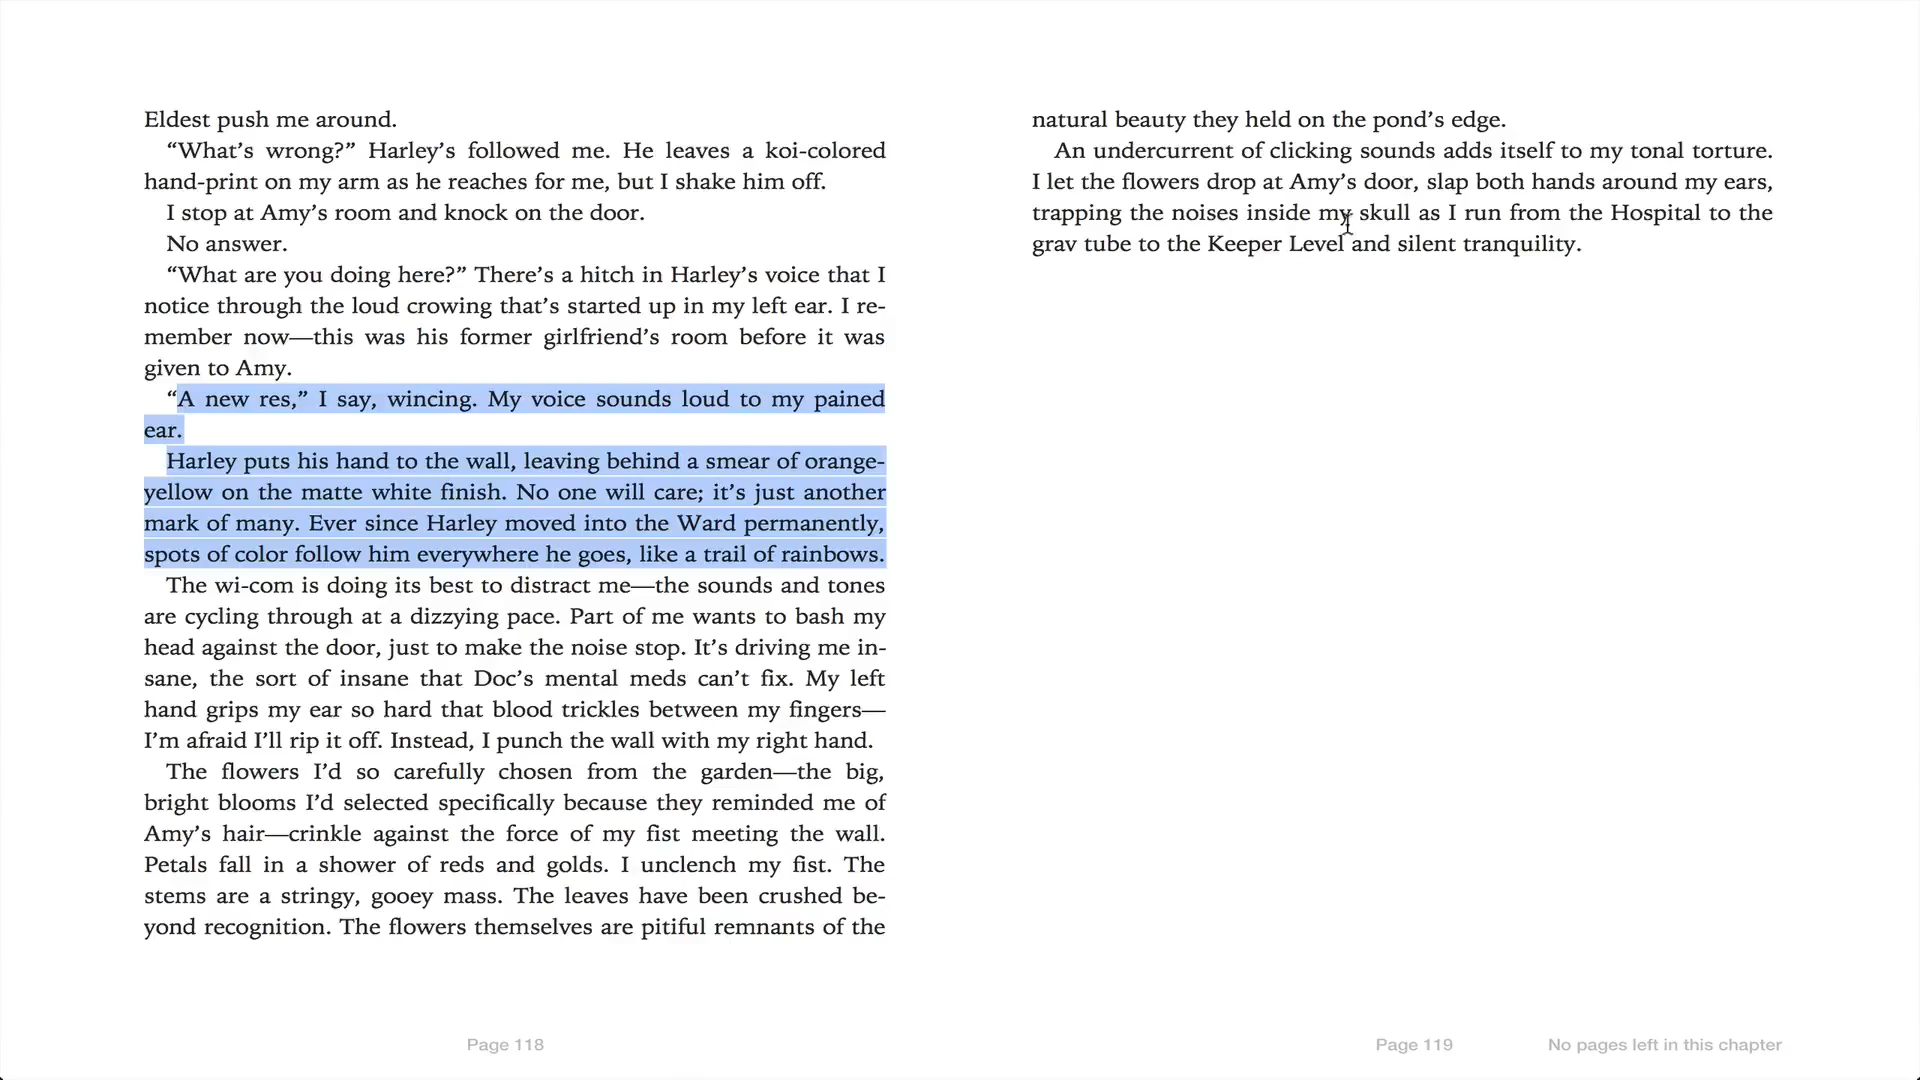 Eldest push me around.
“What’s wrong?” Harley’s followed me. He leaves a koi-colored
hand-print on my arm as he reaches for me, but I shake him off.
I stop at Amy’s room and knock on the door.
No answer.
“What are you doing here?” There’s a hitch in Harley’s voice that I
notice through the loud crowing that’s started up in my left ear. I re-
member now—this was his former girlfriend’s room before it was
given to Amy.
“A new res,” I say, wincing. My voice sounds loud to my pained
ear.
Harley puts his hand to the wall, leaving behind a smear of orange-
yellow on the matte white finish. No one will care; it’s just another
mark of many. Ever since Harley moved into the Ward permanently,
spots of color follow him everywhere he goes, like a trail of rainbows.
The wi-com is doing its best to distract me—the sounds and tones
are cycling through at a dizzying pace. Part of me wants to bash my
head against the door, just to make the noise stop. It’s driving me in-
sane, the sort of insane that Doc’s mental meds can’t fix. My left
hand grips my ear so hard that blood trickles between my fingers—
I’m afraid I’ll rip it off. Instead, I punch the wall with my right hand.
The flowers I’d so carefully chosen from the garden—the big,
bright blooms I’d selected specifically because they reminded me of
Amy’s hair—crinkle against the force of my fist meeting the wall.
Petals fall in a shower of reds and golds. I unclench my fist. The
stems are a stringy, gooey mass. The leaves have been crushed be-
yond recognition. The flowers themselves are pitiful remnants of the
Page 118
natural beauty they held on the pond’s edge.
An undercurrent of clicking sounds adds itself to my tonal torture.
I let the flowers drop at Amy’s door, slap both hands around my ears,
trapping the noises inside my skull as I run from the Hospital to the
grav tube to the Keeper Level and silent tranquility.
Page 119
No pages left in this chapter